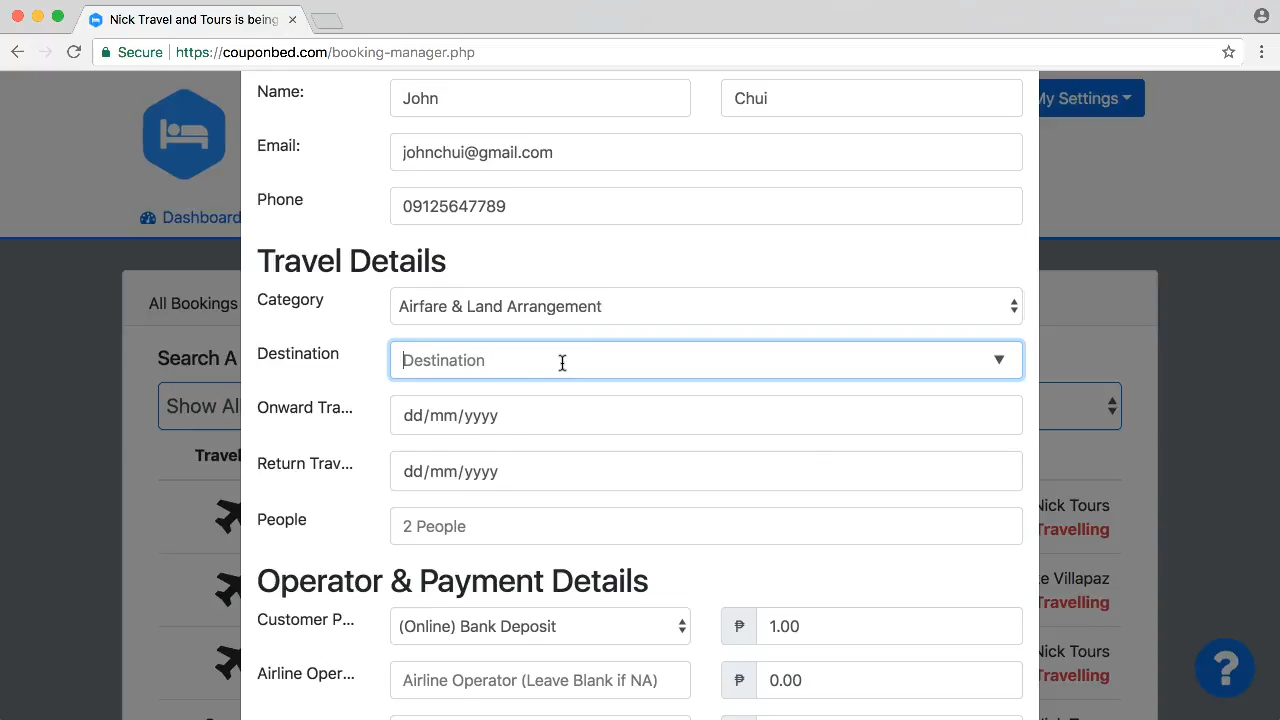 Nick Travel and Tours is being
Secure
https://couponbed.com/booking-manager.php
Name:
John
Chui
My Settings
Email:
johnchui@gmail.com
Phone
09125647789
Dashboard
Travel Details
Category
Airfare & Land Arrangement
All Bookings
Destination
Destination
Search A
Show All
Onward Tra...
dd/mm/yyyy
Travel
Return Trav...
dd/mm/yyyy
Nick Tours
Travelling
People
2 People
Operator & Payment Details
ke Villapaz
Travelling
Customer P...
(Online) Bank Deposit
₱
1.00
Nick Tours
Travelling
Airline Oper...
Airline Operator (Leave Blank if NA)
₱
0.00
?